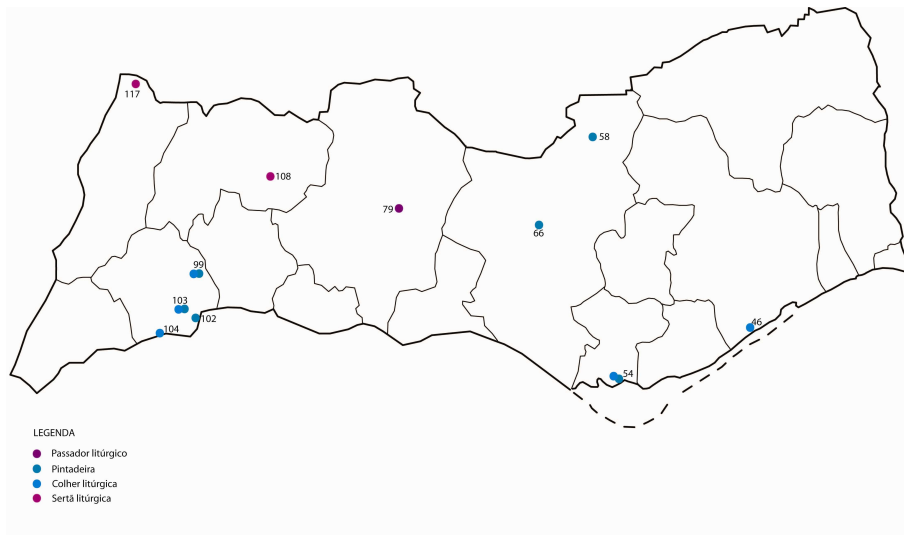 117
58
108
79
66
99
103
102
104
46
54
LEGENDA
Passador litúrgico
Pintadeira
Colher litúrgica
Sertã litúrgica